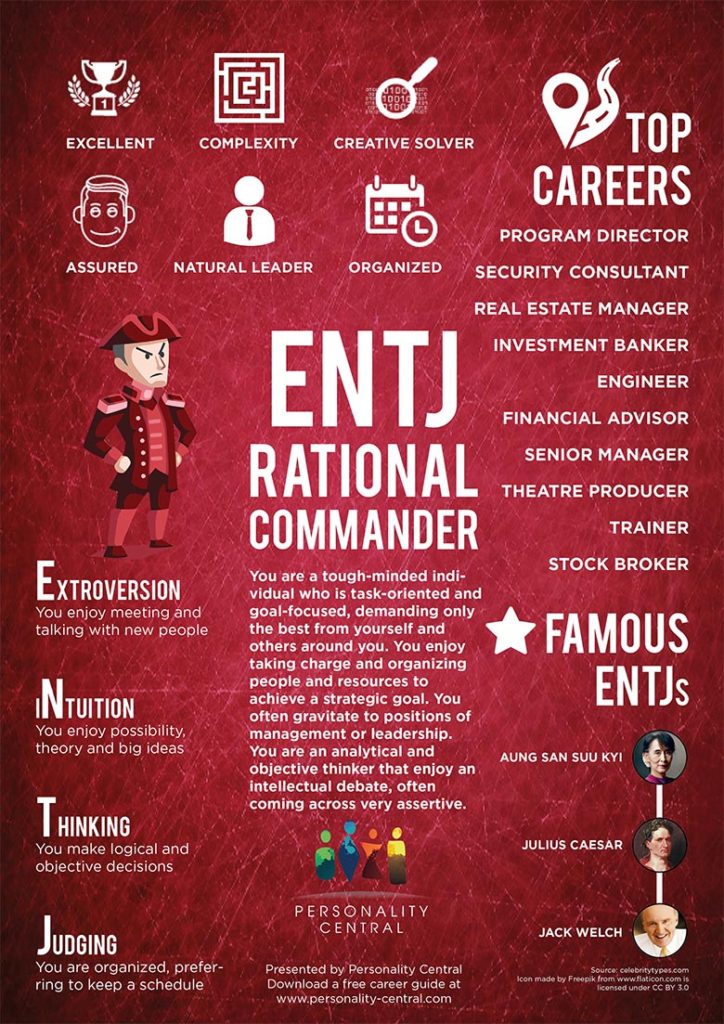 EXCELLENT
COMPLEXITY
CREATIVE SOLVER
ASSURED
NATURAL LEADER
ORGANIZED
TOP
CAREERS
PROGRAM DIRECTOR
SECURITY CONSULTANT
REAL ESTATE MANAGER
INVESTMENT BANKER
ENGINEER
FINANCIAL ADVISOR
SENIOR MANAGER
THEATRE PRODUCER
TRAINER
STOCK BROKER
ENTJ
RATIONAL
COMMANDER
You are a tough-minded indi-
vidual who is task-oriented and
goal-focused, demanding only
the best from yourself and
others around you. You enjoy
taking charge and organizing
people and resources to
achieve a strategic goal. You
often gravitate to positions of
management or leadership.
You are an analytical and
objective thinker that enjoy an
intellectual debate, often
coming across very assertive.
EXTROVERSION
You enjoy meeting and
talking with new people
iNTUITION
You enjoy possibility,
theory and big ideas
THINKING
You make logical and
objective decisions
JUDGING
You are organized, prefer-
ring to keep a schedule
FAMOUS
ENTJs
AUNG SAN SUU KYI
JULIUS CAESAR
JACK WELCH
PERSONALITY
CENTRAL
Presented by Personality Central
Download a free career guide at
www.personality-central.com
Source: celebritytypes.com
Icon made by Freepik from www.flaticon.com is
licensed under CC BY 3.0